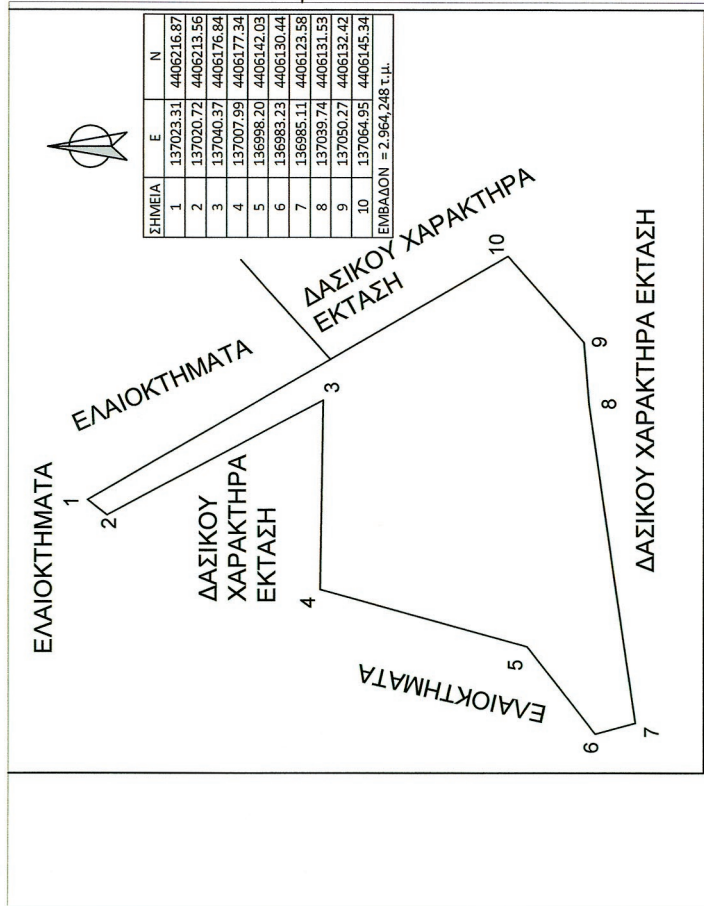 ΣΗΜΕΙΑ E N
1 137023.31 4406216.87
2 137020.72 4406213.56
3 137040.37 4406176.84
4 137007.99 4406177.34
5 136998.20 4406142.03
6 136983.23 4406130.44
7 136985.11 4406123.58
8 137039.74 4406131.53
9 137050.27 4406132.42
10 137064.95 4406145.34
ΕΜΒΑΔΟΝ = 2.964,248 τ.μ.
ΕΛΑΙΟΚΤΗΜΑΤΑ
1
2
ΕΛΑΙΟΚΤΗΜΑΤΑ
ΔΑΣΙΚΟΥ ΧΑΡΑΚΤΗΡΑ
ΕΚΤΑΣΗ
3
ΔΑΣΙΚΟΥ
ΧΑΡΑΚΤΗΡΑ
ΕΚΤΑΣΗ
4
10
ΕΛΑΙΟΚΤΗΜΑΤΑ
5
6
7
8
9
ΔΑΣΙΚΟΥ ΧΑΡΑΚΤΗΡΑ ΕΚΤΑΣΗ